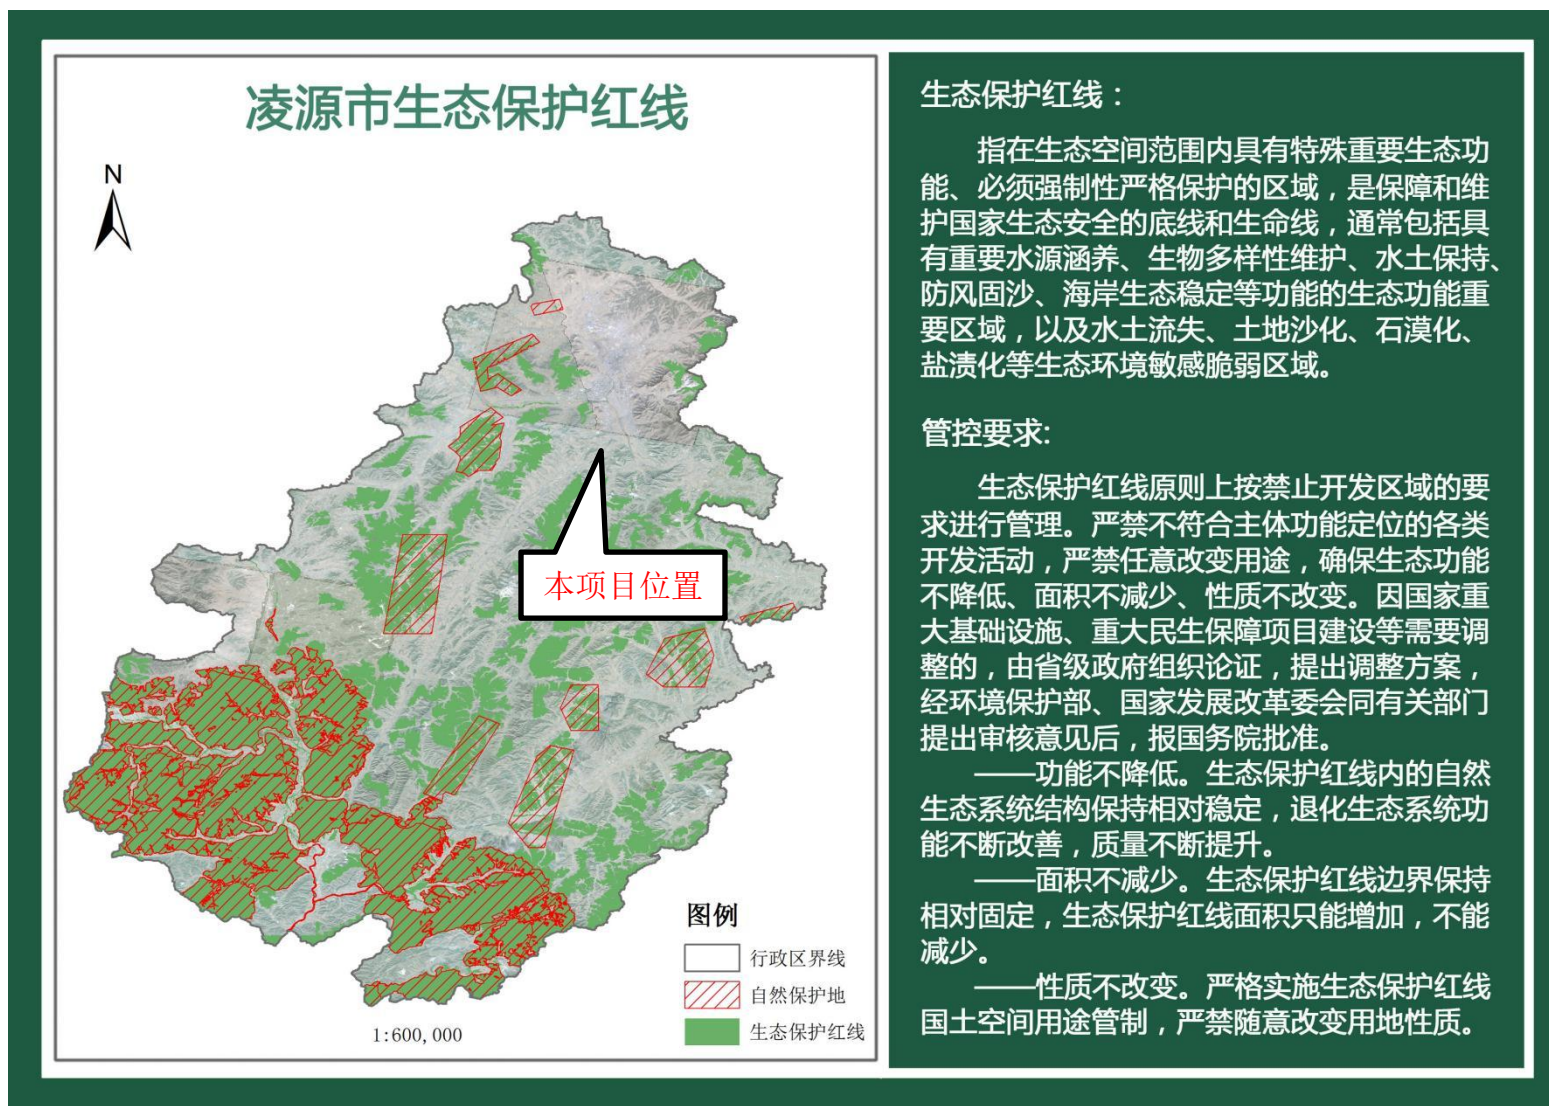 凌源市生态保护红线
N
本项目位置
图例
行政区界线
自然保护地
生态保护红线
1:600,000
生态保护红线：
指在生态空间范围内具有特殊重要生态功
能、必须强制性严格保护的区域，是保障和维
护国家生态安全的底线和生命线，通常包括具
有重要水源涵养、生物多样性维护、水土保持、
防风固沙、海岸生态稳定等功能的生态功能重
要区域，以及水土流失、土地沙化、石漠化、
盐渍化等生态环境敏感脆弱区域。
管控要求:
生态保护红线原则上按禁止开发区域的要
求进行管理。严禁不符合主体功能定位的各类
开发活动，严禁任意改变用途，确保生态功能
不降低、面积不减少、性质不改变。因国家重
大基础设施、重大民生保障项目建设等需要调
整的，由省级政府组织论证，提出调整方案，
经环境保护部、国家发展改革委会同有关部门
提出审核意见后，报国务院批准。
——功能不降低。生态保护红线内的自然
生态系统结构保持相对稳定，退化生态系统功
能不断改善，质量不断提升。
——面积不减少。生态保护红线边界保持
相对固定，生态保护红线面积只能增加，不能
减少。
——性质不改变。严格实施生态保护红线
国土空间用途管制，严禁随意改变用地性质。